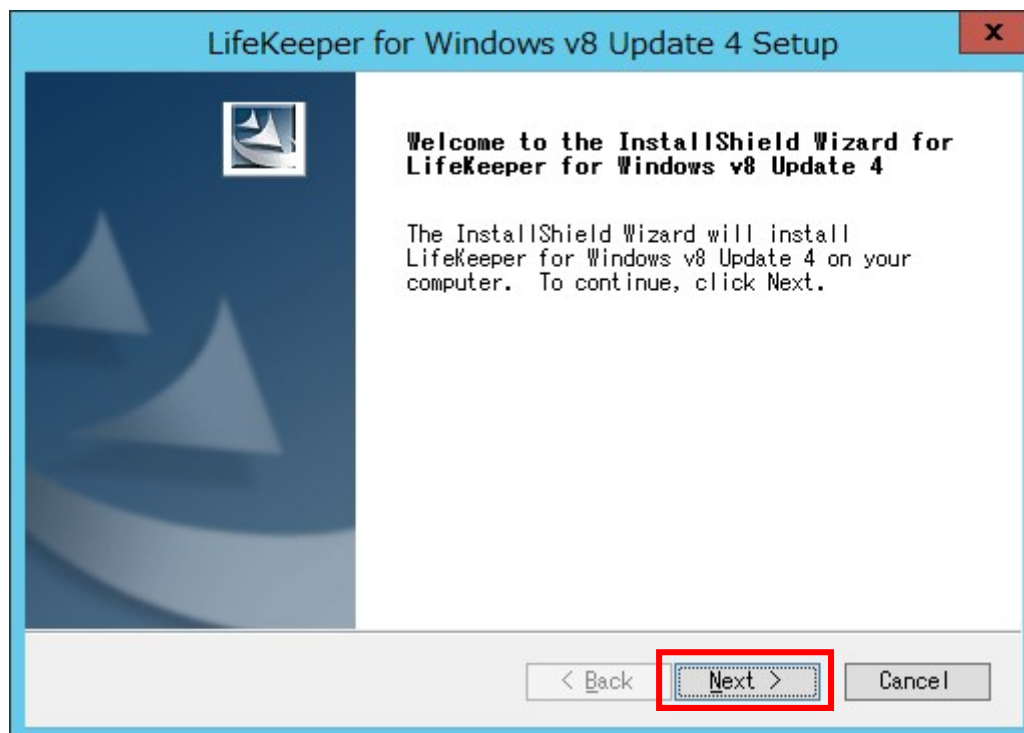 LifeKeeper for Windows v8 Update 4 Setup
x
Welcome to the InstallShield Wizard for
LifeKeeper for Windows v8 Update 4
The InstallShield Wizard will install
LifeKeeper for Windows v8 Update 4 on your
computer.  To continue, click Next.
< Back
Next >
Cancel